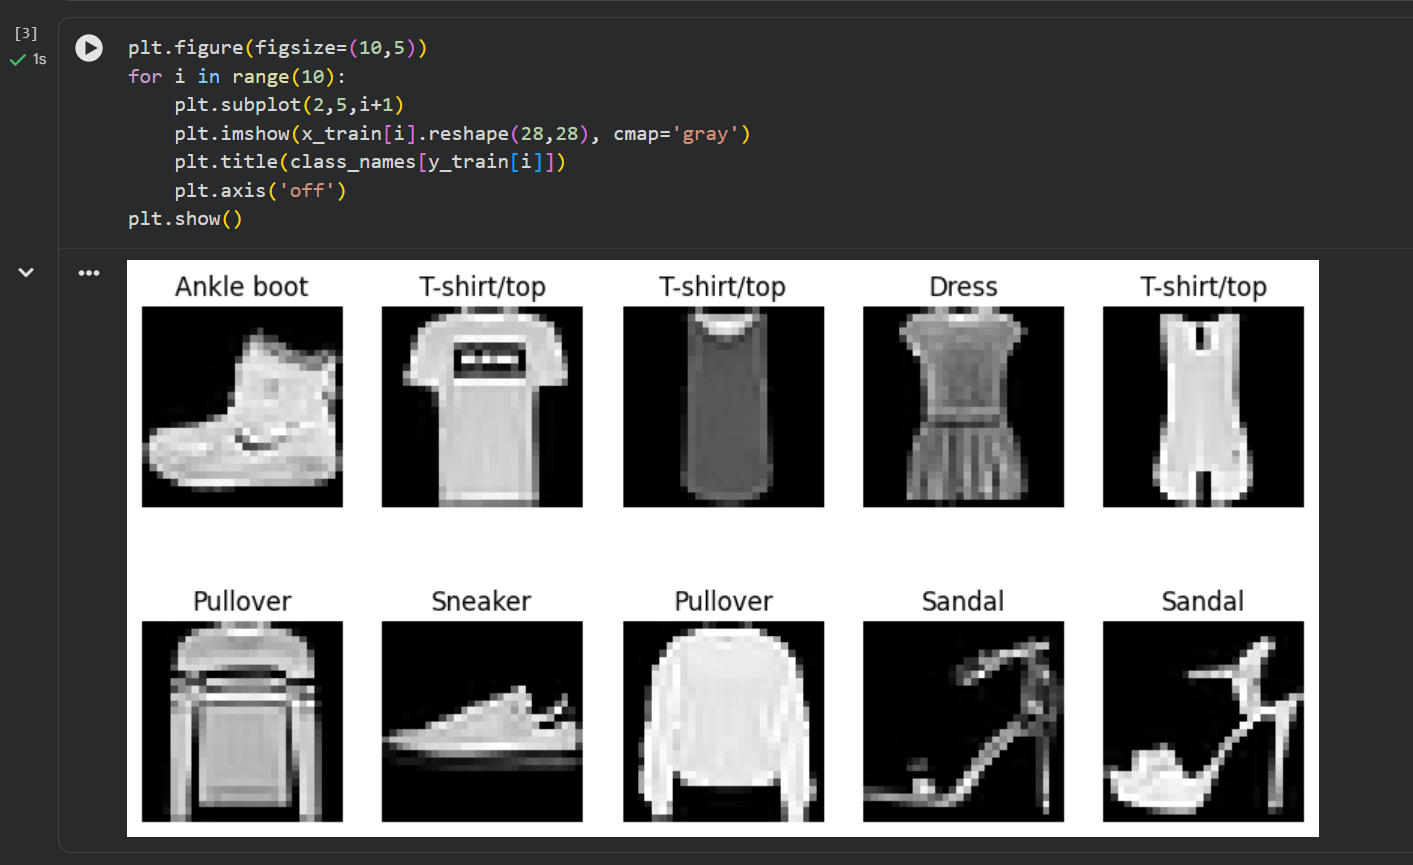 [3]
1s
plt.figure(figsize=(10,5))
for i in range(10):
    plt.subplot(2,5,i+1)
    plt.imshow(x_train[i].reshape(28,28), cmap='gray')
    plt.title(class_names[y_train[i]])
    plt.axis('off')
plt.show()
Ankle boot T-shirt/top T-shirt/top Dress T-shirt/top
Pullover Sneaker Pullover Sandal Sandal